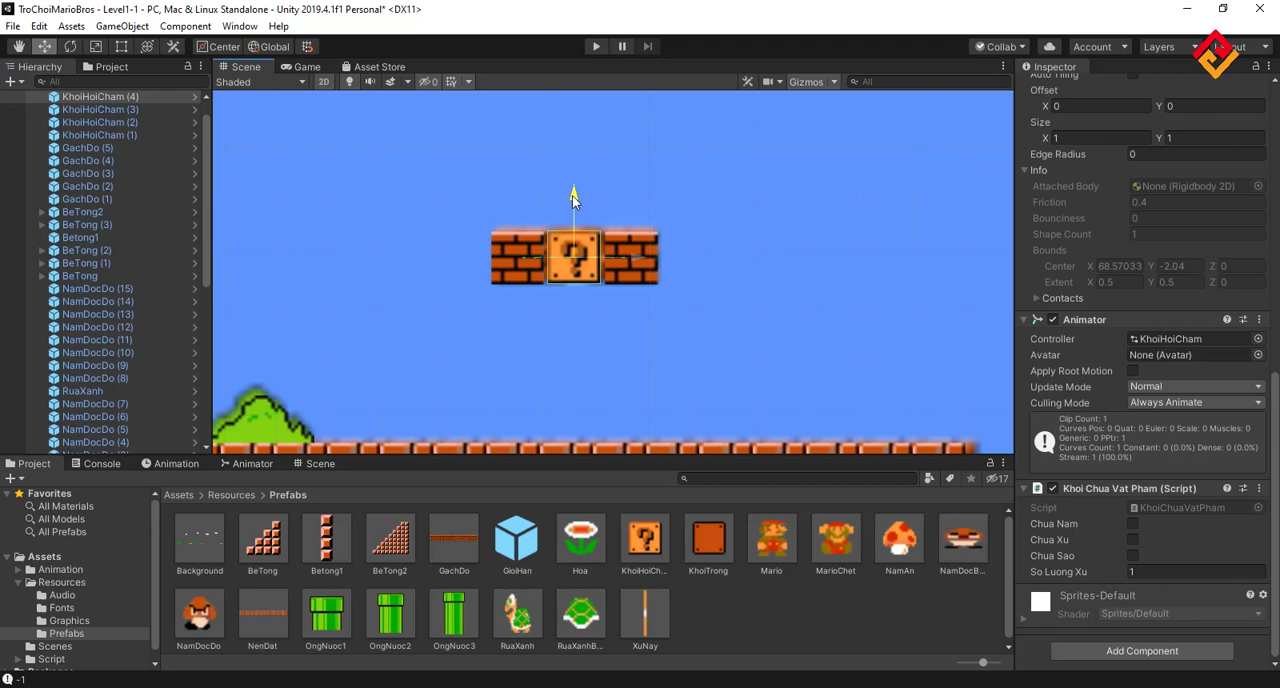 TroChoiMarioBros - Level1-1 - PC, Mac & Linux Standalone - Unity 2019.4.1f1 Personal* <DX11>
File Edit Assets GameObject Component Window Help
Center Global Collab Account Layers
Hierarchy Project Scene Game Asset Store Inspector
All Shaded 2D 0 Gizmos All
KhoiHoiCham (4)
KhoiHoiCham (3)
KhoiHoiCham (2)
KhoiHoiCham (1)
GachDo (5)
GachDo (4)
GachDo (3)
GachDo (2)
GachDo (1)
BeTong2
BeTong (3)
Betong1
BeTong (2)
BeTong (1)
BeTong
NamDocDo (15)
NamDocDo (14)
NamDocDo (13)
NamDocDo (12)
NamDocDo (11)
NamDocDo (10)
NamDocDo (9)
NamDocDo (8)
RuaXanh
NamDocDo (7)
NamDocDo (6)
NamDocDo (5)
NamDocDo (4)
?
Auto Tiling
Offset
X 0 Y 0
Size
X 1 Y 1
Edge Radius 0
Info
Attached Body None (Rigidbody 2D)
Friction 0.4
Bounciness 0
Shape Count 1
Bounds
Center X 68.57033 Y -2.04 Z 0
Extent X 0.5 Y 0.5 Z 0
Contacts
Animator
Controller KhoiHoiCham
Avatar None (Avatar)
Apply Root Motion
Update Mode Normal
Culling Mode Always Animate
Clip Count: 1
Curves Pos: 0 Quat: 0 Euler: 0 Scale: 0 Muscles: 0
Generic: 0 PPtr: 1
Curves Count: 1 Constant: 0 (0.0%) Dense: 0 (0.0%)
Stream: 1 (100.0%)
Khoi Chua Vat Pham (Script)
Script KhoiChuaVatPham
Chua Nam
Chua Xu
Chua Sao
So Luong Xu 1
Sprites-Default
Shader Sprites/Default
Add Component
Project Console Animation Animator Scene
17
Favorites
All Materials
All Models
All Prefabs
Assets
Animation
Resources
Audio
Fonts
Graphics
Prefabs
Scenes
Script
Assets > Resources > Prefabs
Background BeTong Betong1 BeTong2 GachDo GioiHan Hoa KhoiHoiCh... KhoiTrong Mario MarioChet NamAn NamDocB...
NamDocDo NenDat OngNuoc1 OngNuoc2 OngNuoc3 RuaXanh RuaXanhB... XuNay
-1